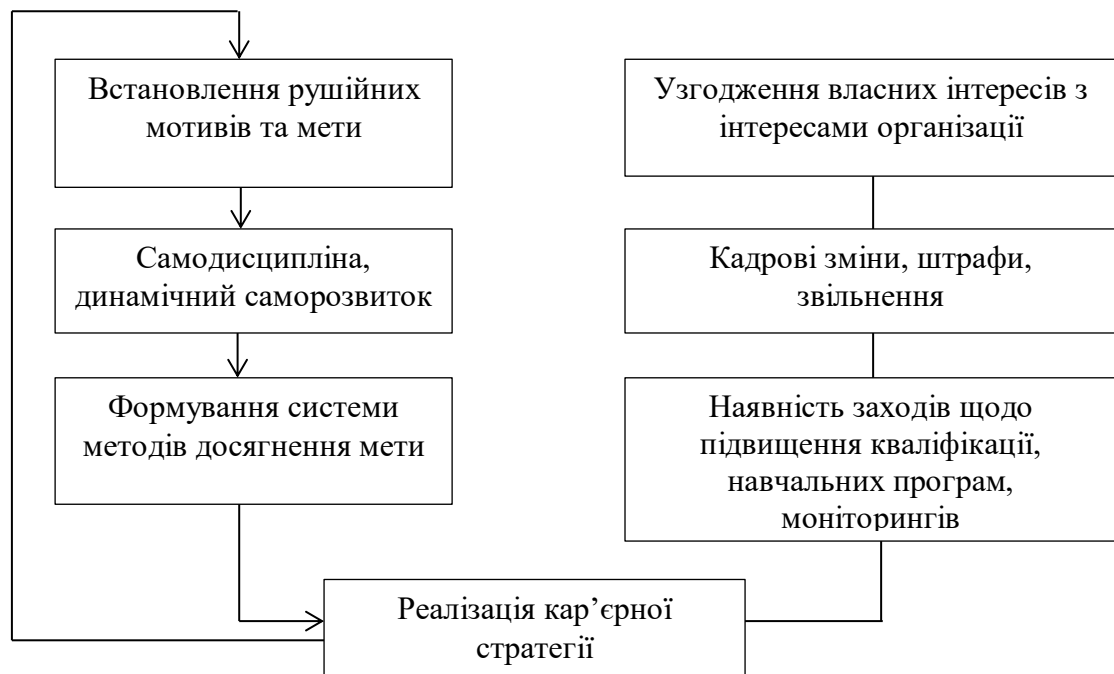 Встановлення рушійних
мотивів та мети
Самодисципліна,
динамічний саморозвиток
Формування системи
методів досягнення мети
Узгодження власних інтересів з
інтересами організації
Кадрові зміни, штрафи,
звільнення
Наявність заходів щодо
підвищення кваліфікації,
навчальних програм,
моніторингів
Реалізація кар’єрної
стратегії